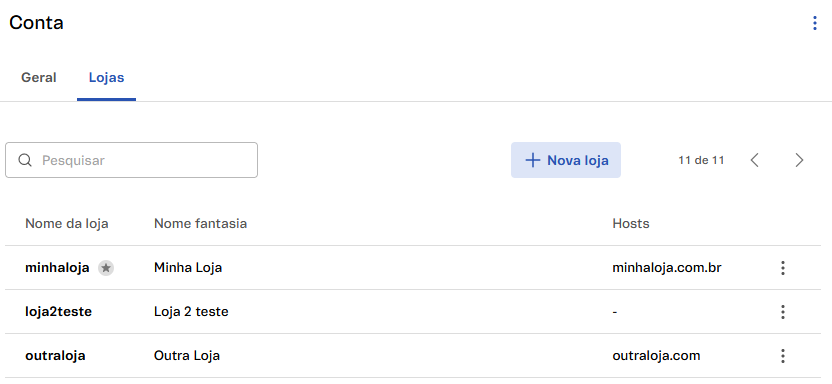 Conta
Geral Lojas
Pesquisar + Nova loja 11 de 11
Nome da loja Nome fantasia Hosts
minhaloja Minha Loja minhaloja.com.br
loja2teste Loja 2 teste -
outraloja Outra Loja outraloja.com